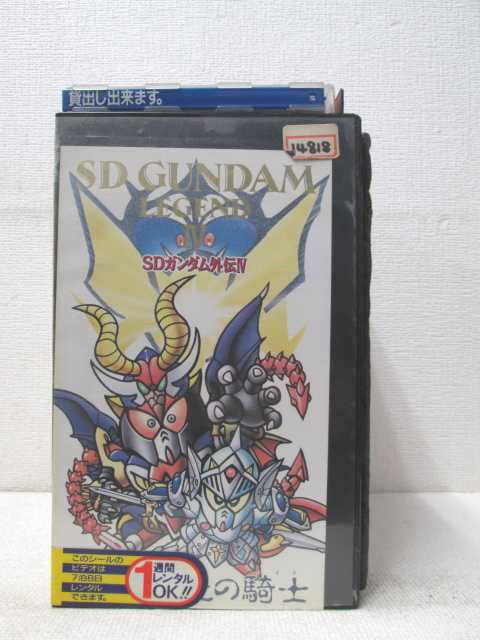 貸出し出来ます。
14818
SD GUNDAM
LEGEND
IV
SDガンダム外伝IV
このシールの
ビデオは
7泊8日
レンタル
できます。
1週間
レンタル
OK!!
の騎士